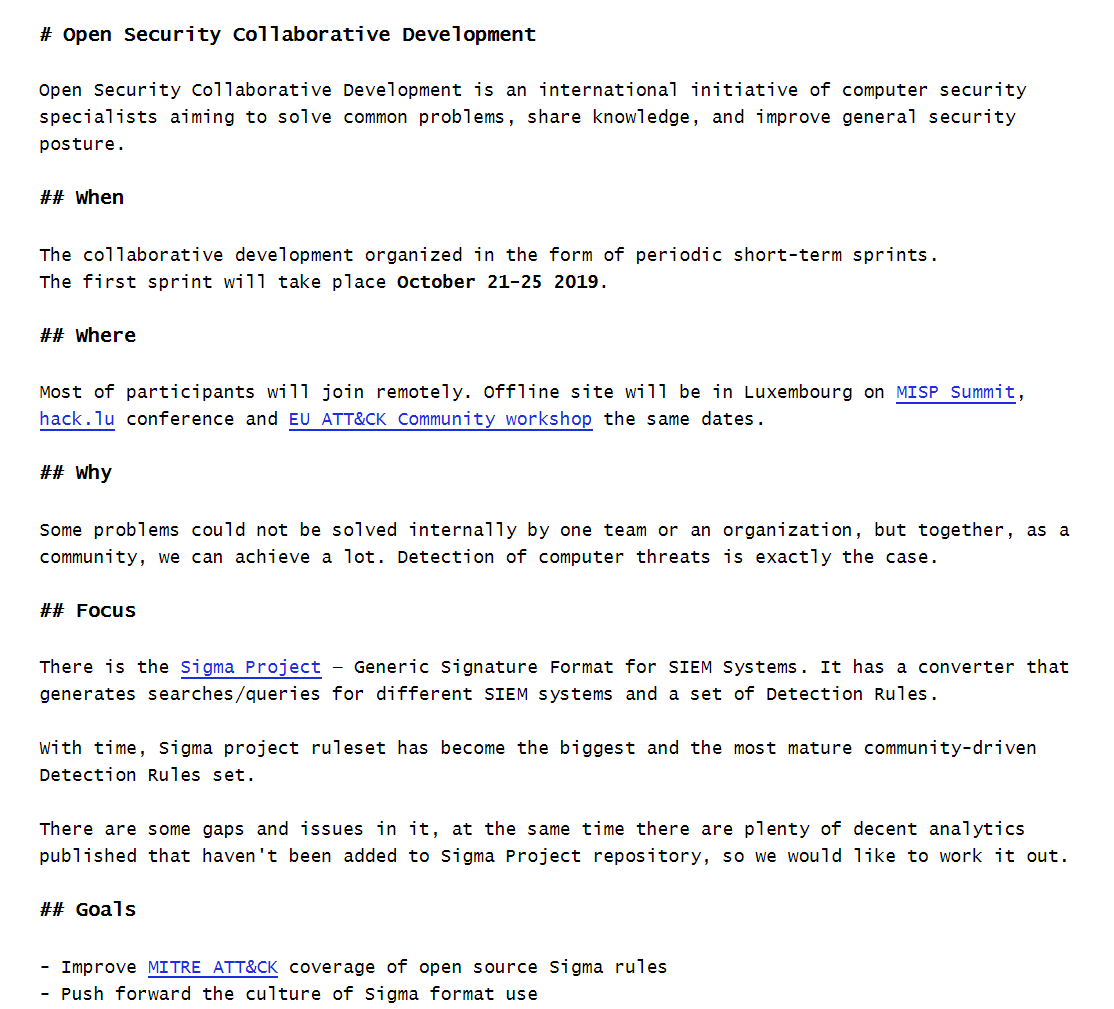 # Open Security Collaborative Development
Open Security Collaborative Development is an international initiative of computer security
specialists aiming to solve common problems, share knowledge, and improve general security
posture.
## When
The collaborative development organized in the form of periodic short-term sprints.
The first sprint will take place October 21-25 2019.
## Where
Most of participants will join remotely. Offline site will be in Luxembourg on MISP Summit,
hack.lu conference and EU ATT&CK Community workshop the same dates.
## Why
Some problems could not be solved internally by one team or an organization, but together, as a
community, we can achieve a lot. Detection of computer threats is exactly the case.
## Focus
There is the Sigma Project — Generic Signature Format for SIEM Systems. It has a converter that
generates searches/queries for different SIEM systems and a set of Detection Rules.
With time, Sigma project ruleset has become the biggest and the most mature community-driven
Detection Rules set.
There are some gaps and issues in it, at the same time there are plenty of decent analytics
published that haven't been added to Sigma Project repository, so we would like to work it out.
## Goals
- Improve MITRE ATT&CK coverage of open source Sigma rules
- Push forward the culture of Sigma format use